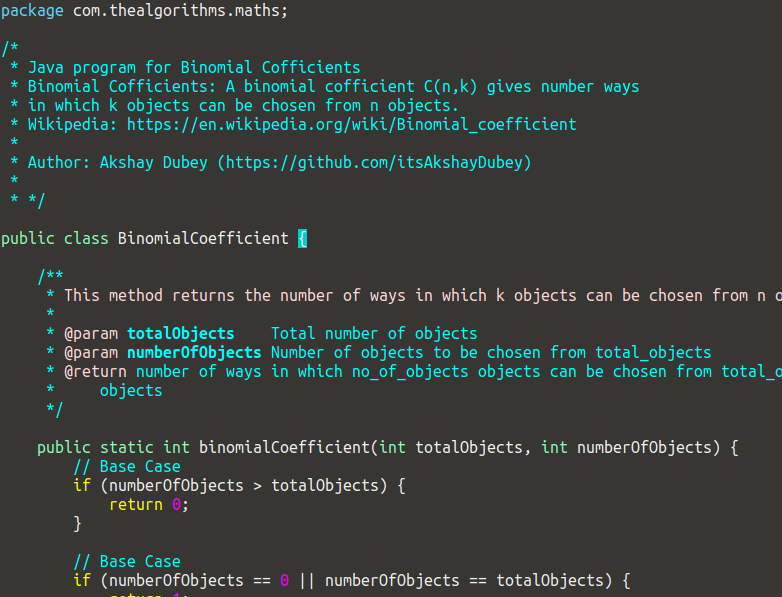 package com.thealgorithms.maths;
/*
 * Java program for Binomial Cofficients
 * Binomial Cofficients: A binomial cofficient C(n,k) gives number ways
 * in which k objects can be chosen from n objects.
 * Wikipedia: https://en.wikipedia.org/wiki/Binomial_coefficient
 *
 * Author: Akshay Dubey (https://github.com/itsAkshayDubey)
 *
 * */
public class BinomialCoefficient {
    /**
     * This method returns the number of ways in which k objects can be chosen from n o
     *
     * @param totalObjects    Total number of objects
     * @param numberOfObjects Number of objects to be chosen from total_objects
     * @return number of ways in which no_of_objects objects can be chosen from total_o
     *     objects
     */
    public static int binomialCoefficient(int totalObjects, int numberOfObjects) {
        // Base Case
        if (numberOfObjects > totalObjects) {
            return 0;
        }
        // Base Case
        if (numberOfObjects == 0 || numberOfObjects == totalObjects) {
            return 1;